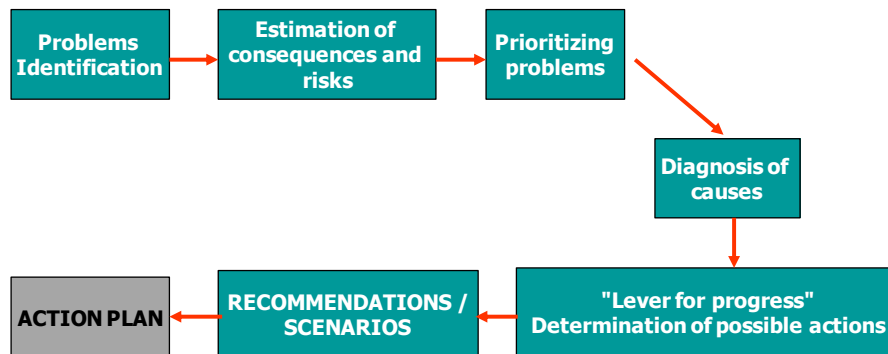 Problems
Identification
Estimation of
consequences and
risks
Prioritizing
problems
Diagnosis of
causes
"Lever for progress"
Determination of possible actions
RECOMMENDATIONS /
SCENARIOS
ACTION PLAN